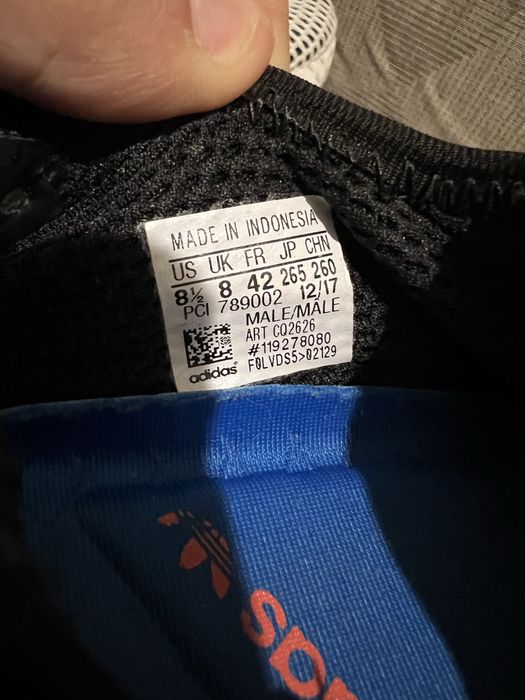 MADE IN INDONESIA
US UK FR JP CHN
8½ 8 42 265 260
PCI 789002 12/17
MALE/MÂLE
ART CQ2626
#119278080
adidas F0LVDS5>02129